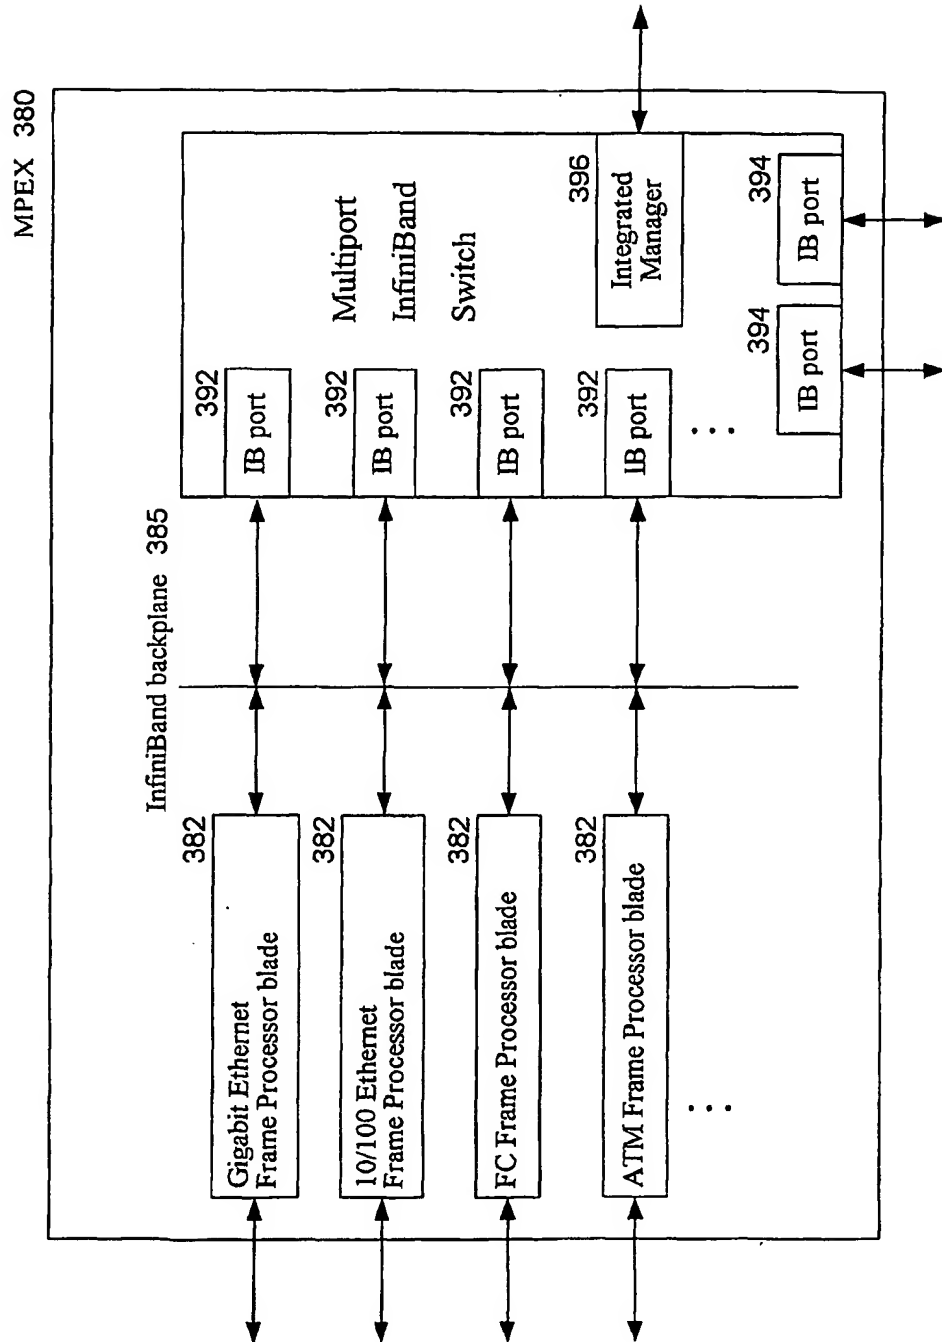 MPEX 380
InfiniBand backplane 385
382
Gigabit Ethernet
Frame Processor blade
382
10/100 Ethernet
Frame Processor blade
382
FC Frame Processor blade
382
ATM Frame Processor blade
...
392
IB port
392
IB port
392
IB port
392
IB port
...
Multiport
InfiniBand
Switch
396
Integrated
Manager
394
IB port
394
IB port